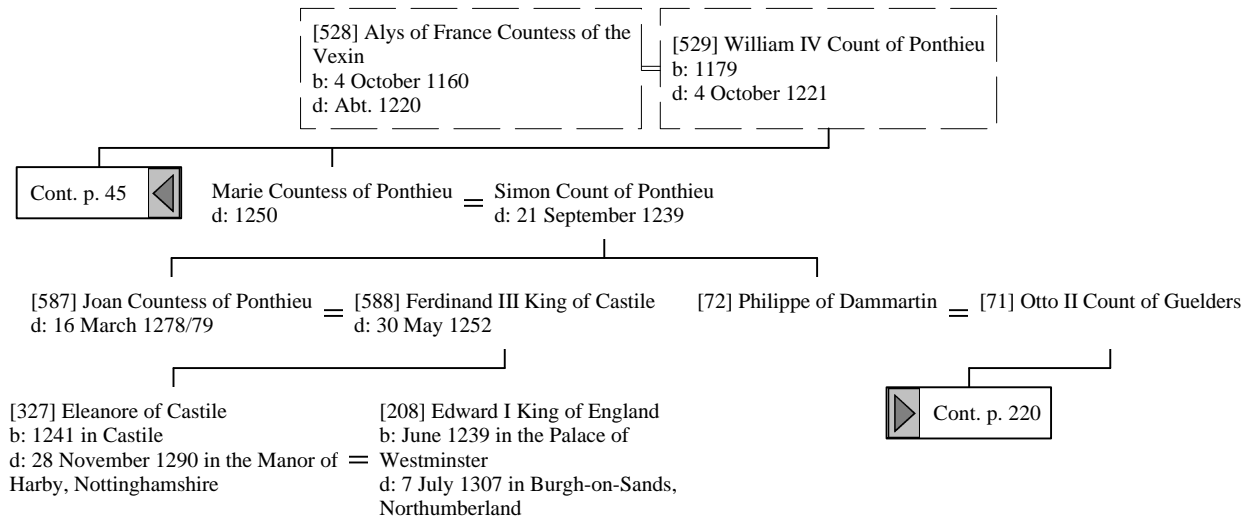 [528] Alys of France Countess of the
Vexin
b: 4 October 1160
d: Abt. 1220
[529] William IV Count of Ponthieu
b: 1179
d: 4 October 1221
Cont. p. 45
Marie Countess of Ponthieu
d: 1250
=
Simon Count of Ponthieu
d: 21 September 1239
[587] Joan Countess of Ponthieu
d: 16 March 1278/79
=
[588] Ferdinand III King of Castile
d: 30 May 1252
[72] Philippe of Dammartin
=
[71] Otto II Count of Guelders
[327] Eleanore of Castile
b: 1241 in Castile
d: 28 November 1290 in the Manor of
Harby, Nottinghamshire
=
[208] Edward I King of England
b: June 1239 in the Palace of
Westminster
d: 7 July 1307 in Burgh-on-Sands,
Northumberland
Cont. p. 220